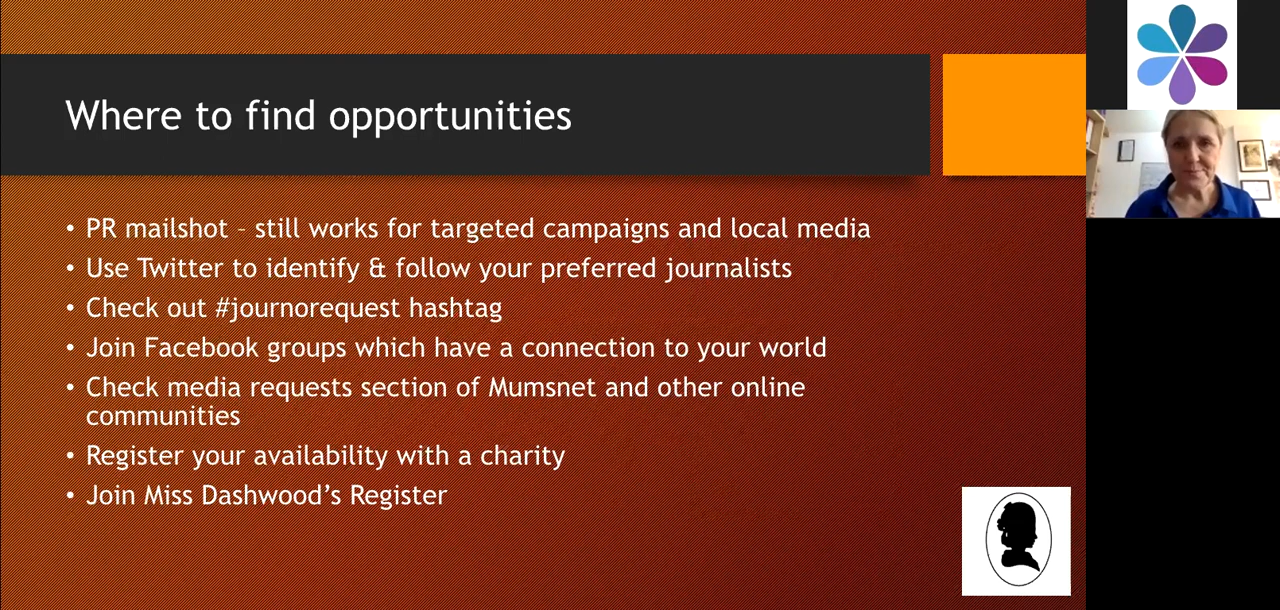 Where to find opportunities
• PR mailshot – still works for targeted campaigns and local media
• Use Twitter to identify & follow your preferred journalists
• Check out #journorequest hashtag
• Join Facebook groups which have a connection to your world
• Check media requests section of Mumsnet and other online
communities
• Register your availability with a charity
• Join Miss Dashwood’s Register